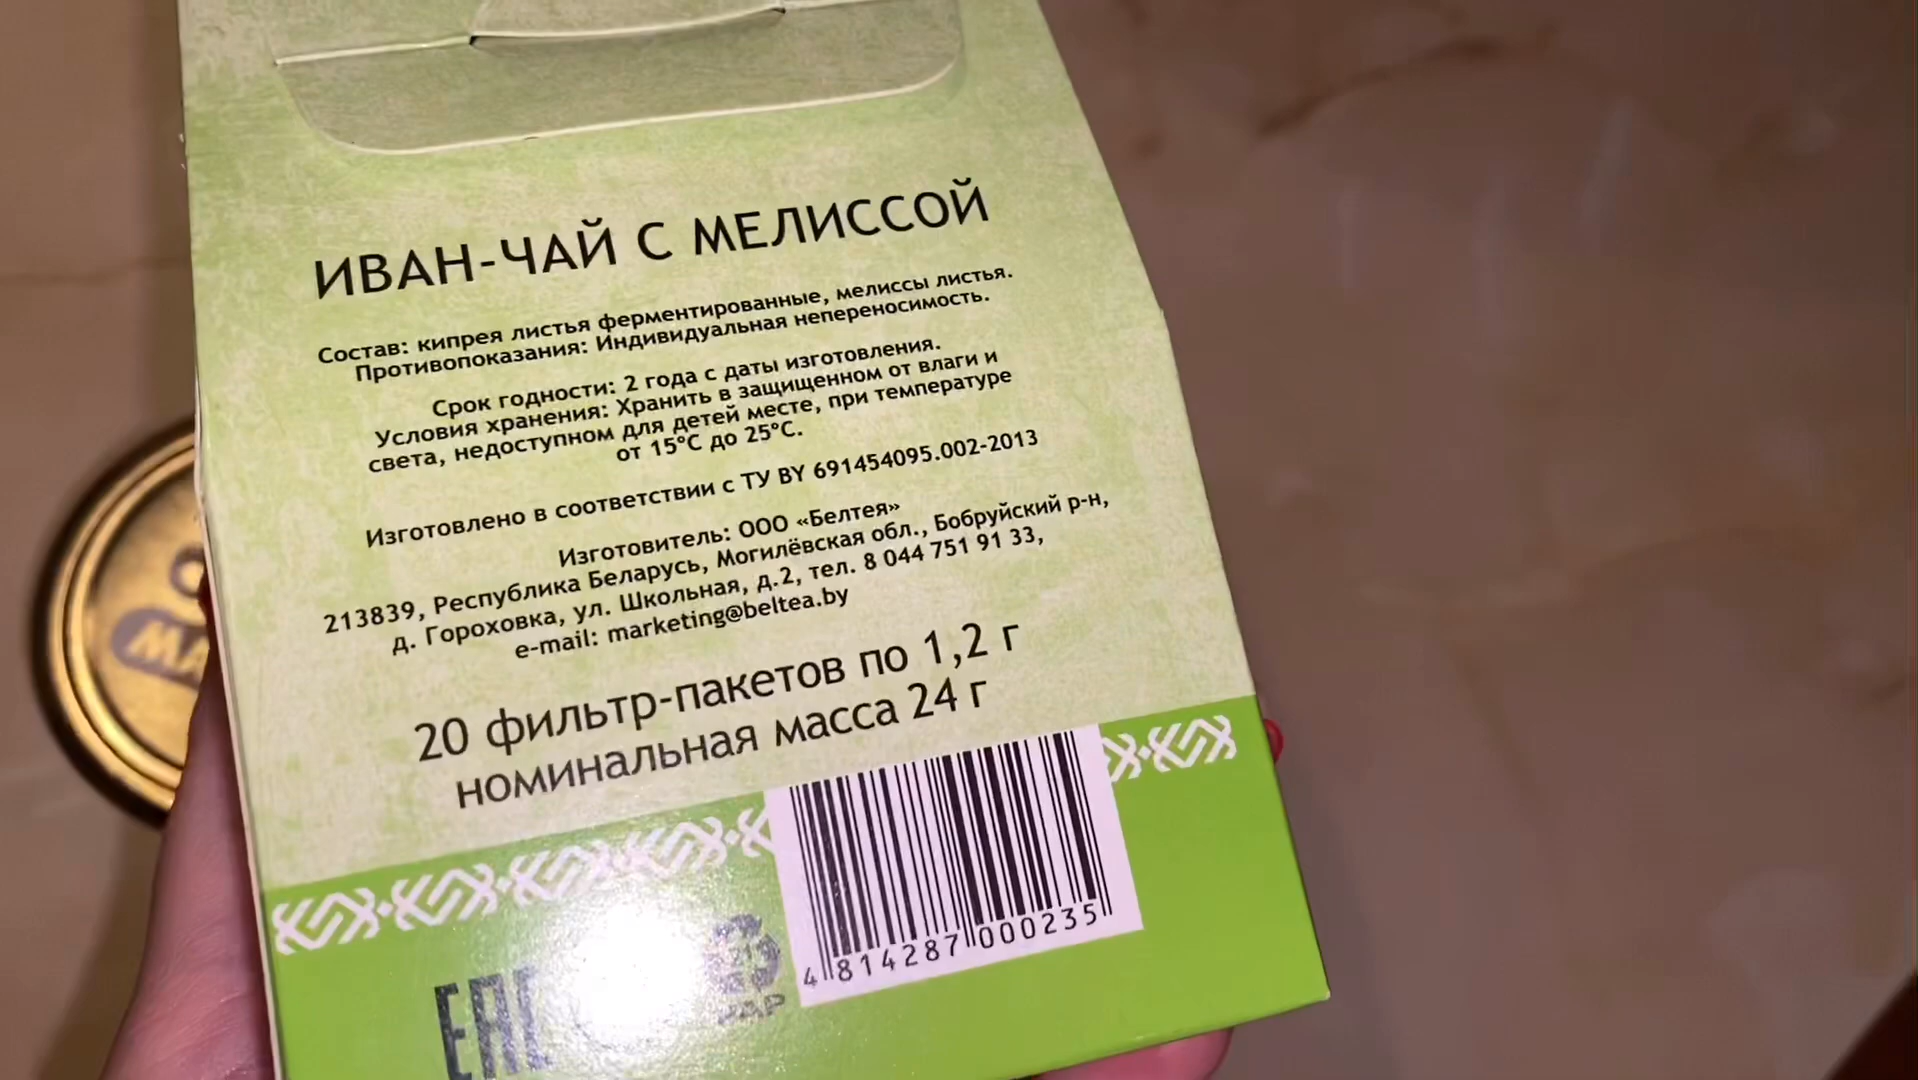 ИВАН-ЧАЙ С МЕЛИССОЙ
Состав: кипрея листья ферментированные, мелиссы листья.
Противопоказания: Индивидуальная непереносимость.
Срок годности: 2 года с даты изготовления.
Условия хранения: Хранить в защищенном от влаги и
света, недоступном для детей месте, при температуре
от 15°С до 25°С.
Изготовлено в соответствии с ТУ BY 691454095.002-2013
Изготовитель: ООО «Белтея»
213839, Республика Беларусь, Могилёвская обл., Бобруйский р-н,
д. Гороховка, ул. Школьная, д.2, тел. 8 044 751 91 33,
e-mail: marketing@beltea.by
20 фильтр-пакетов по 1,2 г
номинальная масса 24 г
4 814287 000235
ЕАС